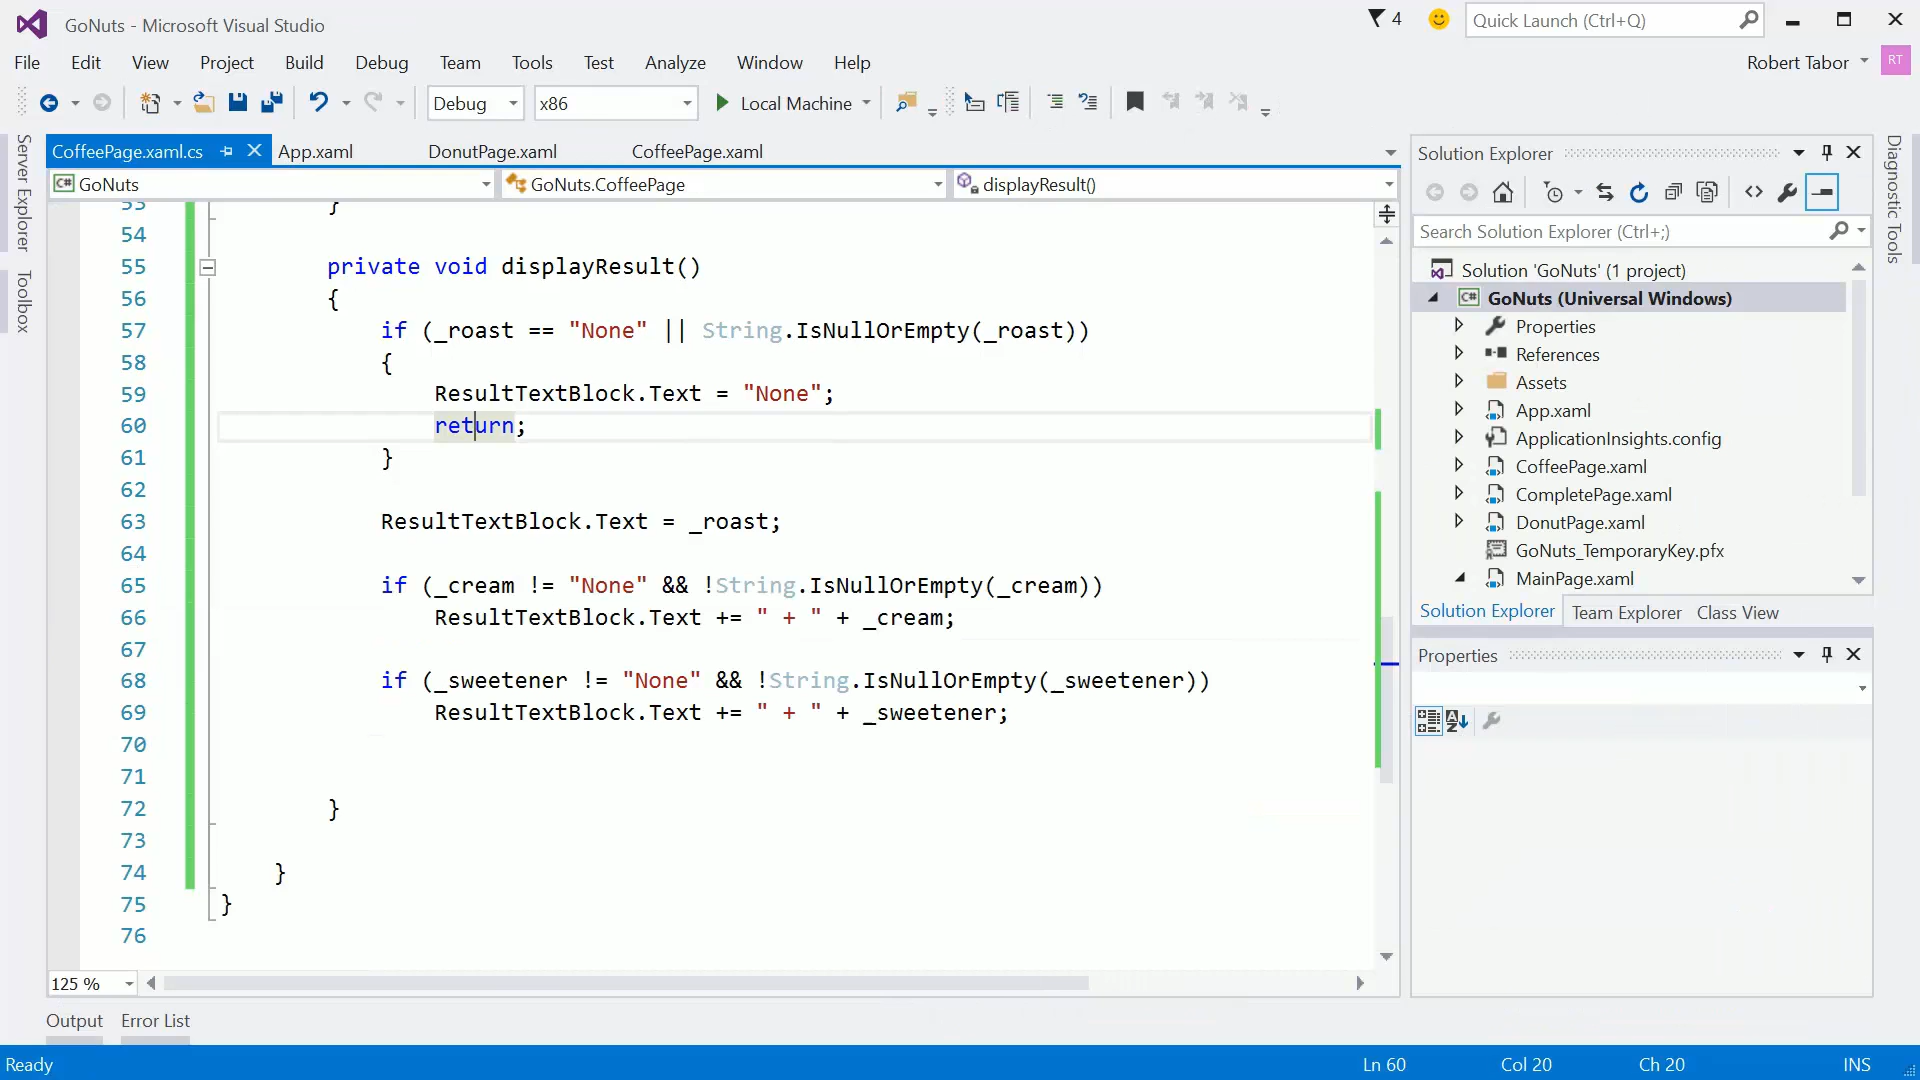 GoNuts - Microsoft Visual Studio
4
Quick Launch (Ctrl+Q)
File Edit View Project Build Debug Team Tools Test Analyze Window Help
Robert Tabor RT
Debug x86 Local Machine
Server Explorer
Toolbox
CoffeePage.xaml.cs App.xaml DonutPage.xaml CoffeePage.xaml
C# GoNuts GoNuts.CoffeePage displayResult()
53 }
54
55 private void displayResult()
56 {
57 if (_roast == "None" || String.IsNullOrEmpty(_roast))
58 {
59 ResultTextBlock.Text = "None";
60 return;
61 }
62
63 ResultTextBlock.Text = _roast;
64
65 if (_cream != "None" && !String.IsNullOrEmpty(_cream))
66 ResultTextBlock.Text += " + " + _cream;
67
68 if (_sweetener != "None" && !String.IsNullOrEmpty(_sweetener))
69 ResultTextBlock.Text += " + " + _sweetener;
70
71
72 }
73
74 }
75 }
76
125 %
Output Error List
Solution Explorer
Search Solution Explorer (Ctrl+;)
Solution 'GoNuts' (1 project)
C# GoNuts (Universal Windows)
Properties
References
Assets
App.xaml
ApplicationInsights.config
CoffeePage.xaml
CompletePage.xaml
DonutPage.xaml
GoNuts_TemporaryKey.pfx
MainPage.xaml
Solution Explorer Team Explorer Class View
Properties
Diagnostic Tools
Ready Ln 60 Col 20 Ch 20 INS